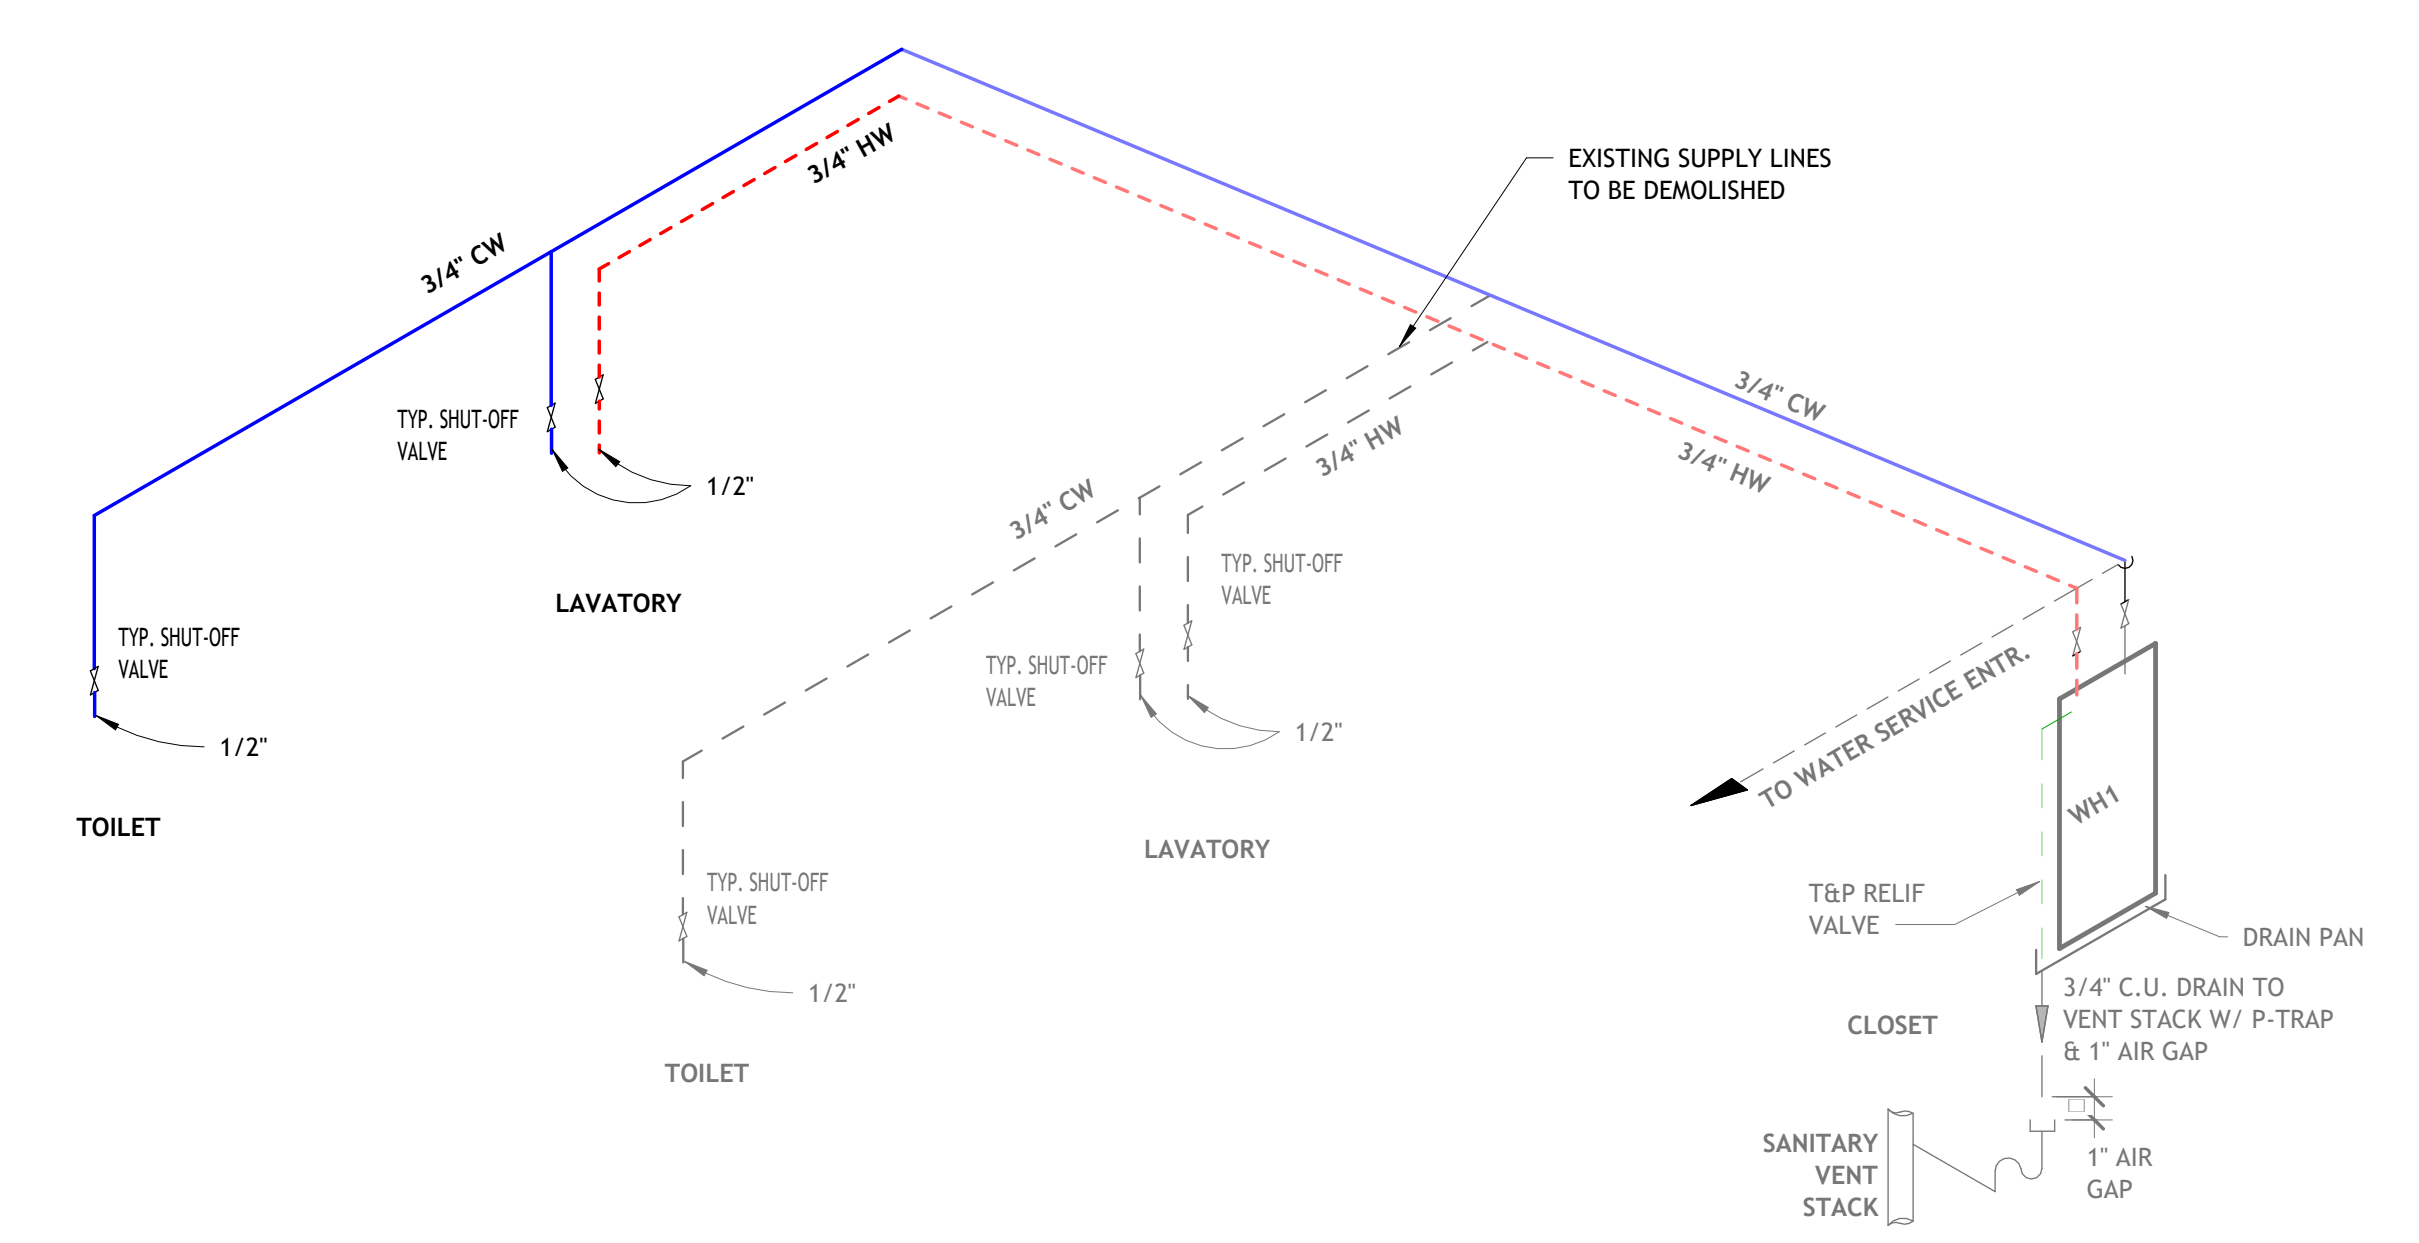 EXISTING SUPPLY LINES
TO BE DEMOLISHED
3/4" HW
3/4" CW
TYP. SHUT-OFF
VALVE
1/2"
LAVATORY
TYP. SHUT-OFF
VALVE
1/2"
TOILET
3/4" CW
3/4" HW
3/4" HW
3/4" CW
TYP. SHUT-OFF
VALVE
TYP. SHUT-OFF
VALVE
1/2"
LAVATORY
TYP. SHUT-OFF
VALVE
1/2"
TOILET
TO WATER SERVICE ENTR.
WH1
T&P RELIF
VALVE
DRAIN PAN
3/4" C.U. DRAIN TO
VENT STACK W/ P-TRAP
& 1" AIR GAP
CLOSET
SANITARY
VENT
STACK
1" AIR
GAP